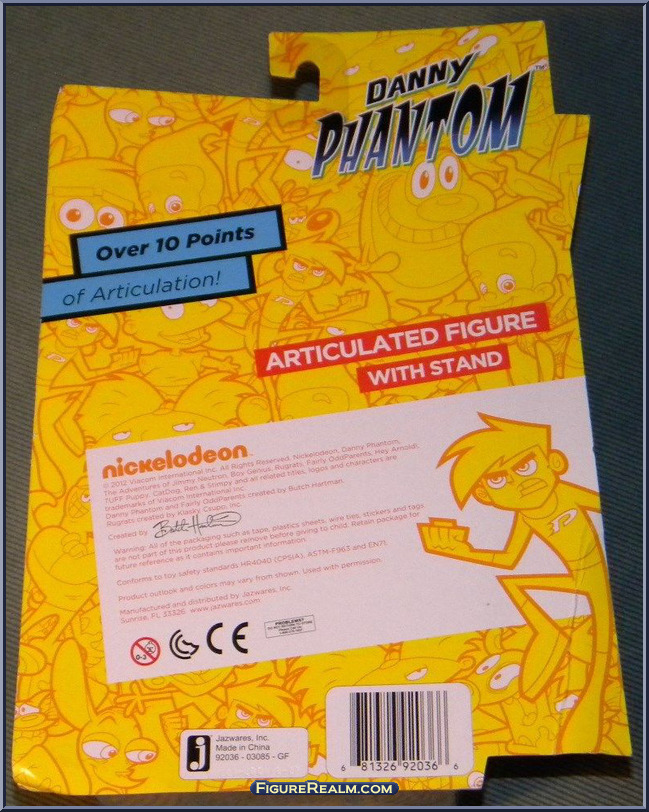 DANNY
PHANTOM™
Over 10 Points
of Articulation!
ARTICULATED FIGURE
WITH STAND
nickelodeon™
© 2012 Viacom International Inc. All Rights Reserved. Nickelodeon, Danny Phantom,
The Adventures of Jimmy Neutron, Boy Genius, Rugrats, Fairly OddParents, Hey Arnold!,
TUFF Puppy, CatDog, Ren & Stimpy and all related titles, logos and characters are
trademarks of Viacom International Inc.
Danny Phantom and Fairly OddParents created by Butch Hartman.
Rugrats created by Klasky Csupo, Inc.
Created by Butch Hartman
Warning: All of the packaging such as tape, plastics sheets, wire ties, stickers and tags
are not part of this product please remove before giving to child. Retain package for
future reference as it contains important information.
Conforms to toy safety standards HR4040 (CPSIA), ASTM-F963 and EN71.
Product outlook and colors may vary from shown. Used with permission.
Manufactured and distributed by Jazwares, Inc
Sunrise, FL 33326 www.jazwares.com
0-3
CE
PROBLEMS?
D
j
Jazwares, Inc.
Made in China
92036 - 03085 - GF
6 81326 92036 6
FIGUREREALM.COM